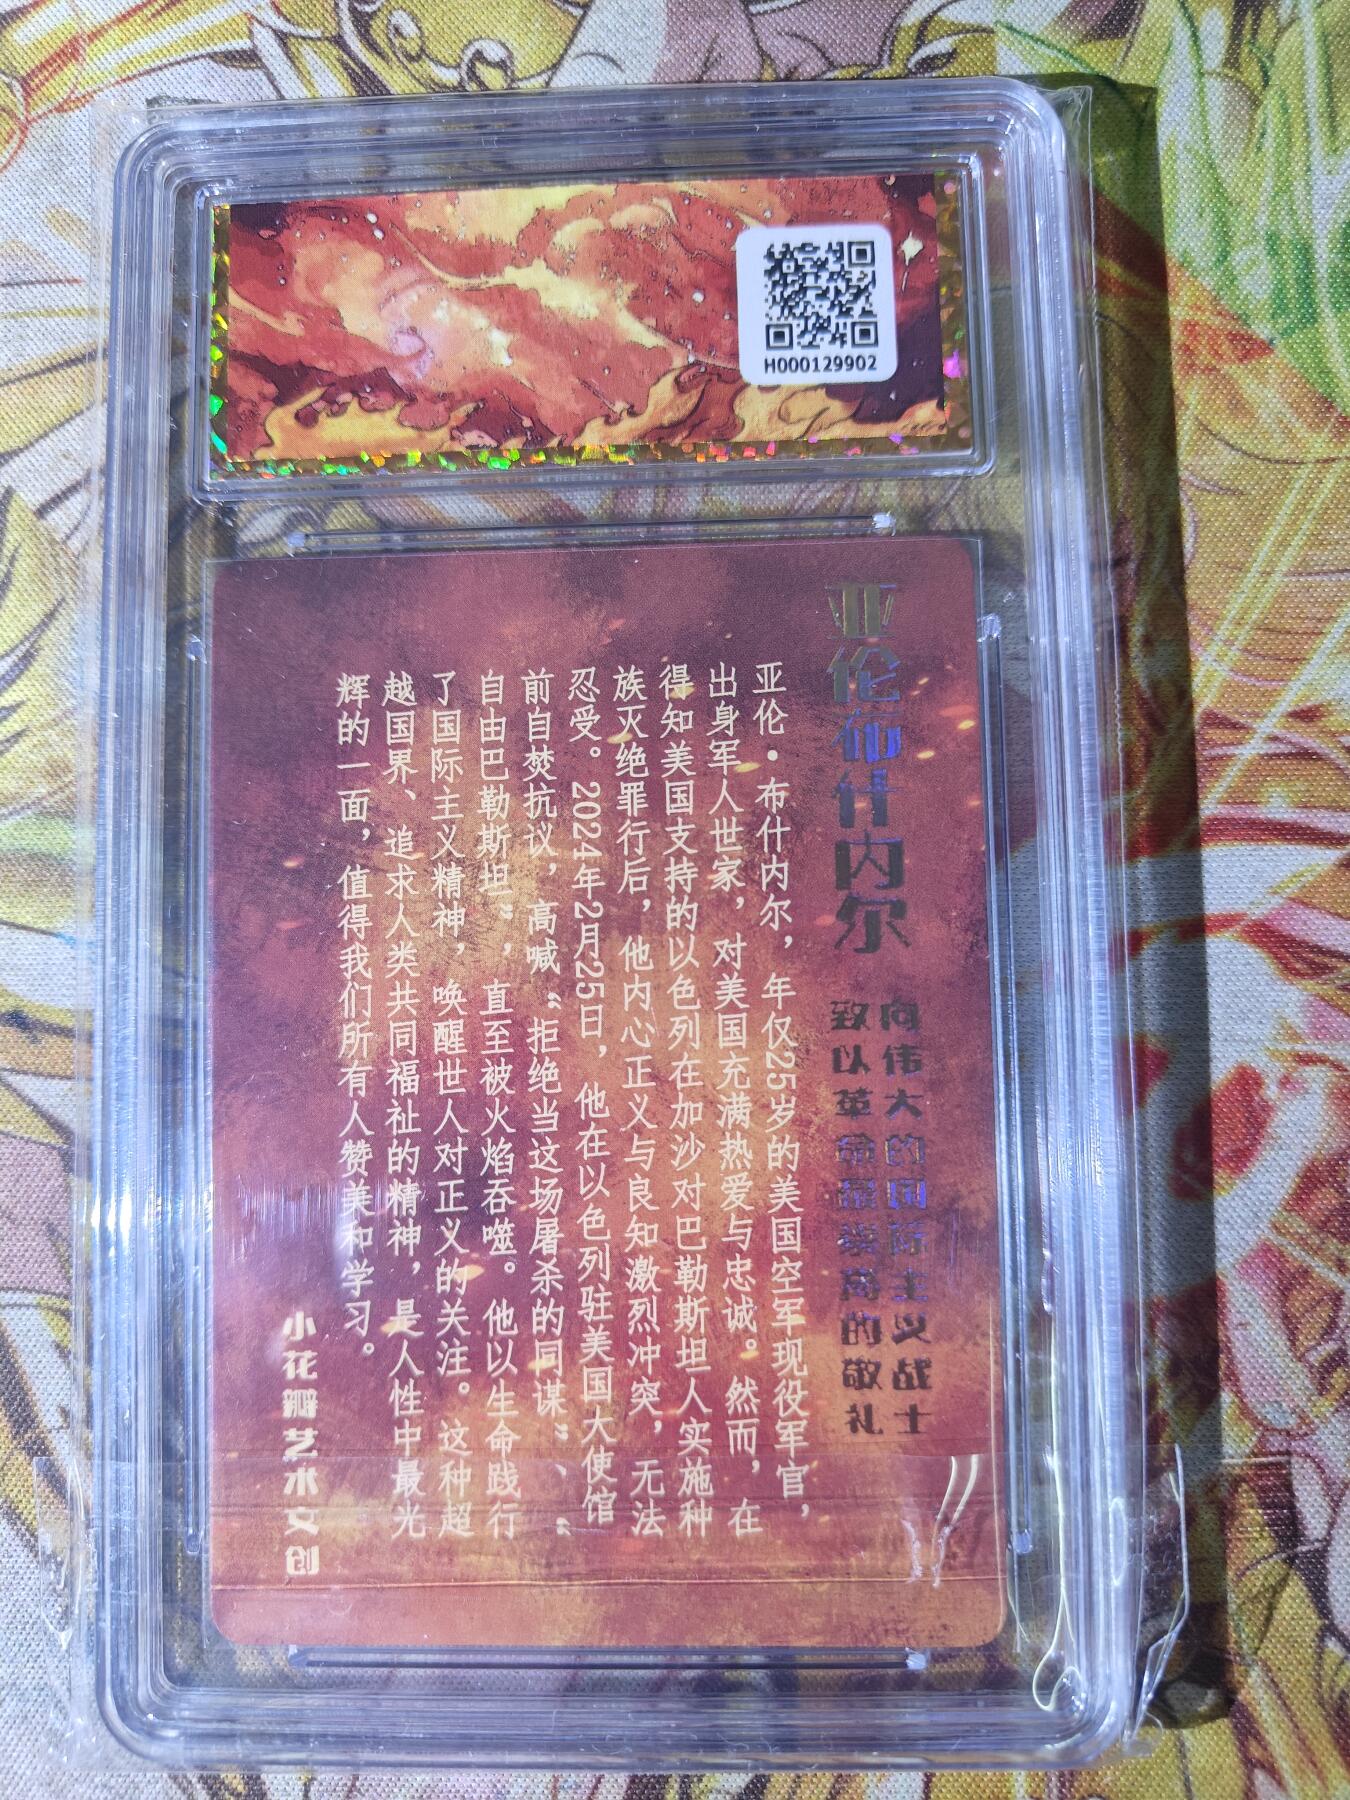 H000129902
亚伦布什内尔
向伟大的国际主义战士
致以革命最崇高的敬礼
亚伦·布什内尔，年仅25岁的美国空军现役军官，
出身军人世家，对美国充满热爱与忠诚。然而，在
得知美国支持的以色列在加沙对巴勒斯坦人实施种
族灭绝罪行后，他内心正义与良知激烈冲突，无法
忍受。2024年2月25日，他在以色列驻美国大使馆
前自焚抗议，高喊“拒绝当这场屠杀的同谋”、“
自由巴勒斯坦”，直至被火焰吞噬。他以生命践行
了国际主义精神，唤醒世人对正义的关注。这种超
越国界、追求人类共同福祉的精神，是人性中最光
辉的一面，值得我们所有人赞美和学习。
小花瓣艺术文创